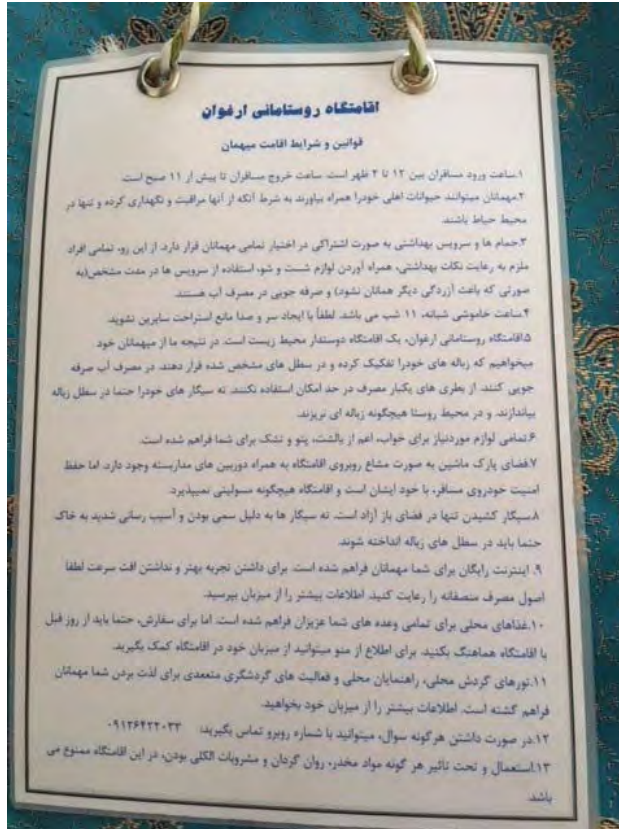 اقامتگاه روستامانی ارغوان
قوانین و شرایط اقامت میهمان
۱.ساعت ورود مسافران بین ۱۲ تا ۲ ظهر است. ساعت خروج مسافران تا پیش از ۱۱ صبح است.
۲.مهمانان میتوانند حیوانات اهلی خودرا همراه بیاورند به شرط آنکه از آنها مراقبت و نگهداری کرده و تنها در
محیط حیاط باشند.
۳.حمام ها و سرویس بهداشتی به صورت اشتراکی در اختیار تمامی مهمانان قرار دارد. از این رو، تمامی افراد
ملزم به رعایت نکات بهداشتی، همراه آوردن لوازم شست و شو، استفاده از سرویس ها در مدت مشخص(به
صورتی که باعث آزردگی دیگر همانان نشود) و صرفه جویی در مصرف آب هستند.
۴.ساعت خاموشی شبانه، ۱۱ شب می باشد. لطفاً با ایجاد سر و صدا مانع استراحت سایرین نشوید.
۵.اقامتگاه روستامانی ارغوان، یک اقامتگاه دوستدار محیط زیست است. در نتیجه ما از میهمانان خود
میخواهیم که زباله های خودرا تفکیک کرده و در سطل های مشخص شده قرار دهند. در مصرف آب صرفه
جویی کنند. از بطری های یکبار مصرف در حد امکان استفاده نکنند. ته سیگار های خودرا حتما در سطل زباله
بیاندازند. و در محیط روستا هیچگونه زباله ای نریزند.
۶.تمامی لوازم موردنیاز برای خواب، اعم از بالشت، پتو و تشک برای شما فراهم شده است.
۷.فضای پارک ماشین به صورت مشاع روبروی اقامتگاه به همراه دوربین های مداربسته وجود دارد. اما حفظ
امنیت خودروی مسافر، با خود ایشان است و اقامتگاه هیچگونه مسولیتی نمیپذیرد.
۸.سیگار کشیدن تنها در فضای باز آزاد است. ته سیگار ها به دلیل سمی بودن و آسیب رسانی شدید به خاک
حتما باید در سطل های زباله انداخته شوند.
۹. اینترنت رایگان برای شما مهمانان فراهم شده است. برای داشتن تجربه بهتر و نداشتن افت سرعت لطفا
اصول مصرف منصفانه را رعایت کنید. اطلاعات بیشتر را از میزبان بپرسید.
۱۰.غذاهای محلی برای تمامی وعده های شما عزیزان فراهم شده است. اما برای سفارش، حتما باید از روز قبل
با اقامتگاه هماهنگ بکنید. برای اطلاع از منو میتوانید از میزبان خود در اقامتگاه کمک بگیرید.
۱۱.تورهای گردش محلی، راهنمایان محلی و فعالیت های گردشگری متعددی برای لذت بردن شما مهمانان
فراهم گشته است. اطلاعات بیشتر را از میزبان خود بخواهید.
۱۲.در صورت داشتن هرگونه سوال، میتوانید با شماره روبرو تماس بگیرید: ۰۹۱۲۶۴۲۲۰۳۳
۱۳.استعمال و تحت تاثیر هر گونه مواد مخدر، روان گردان و مشروبات الکلی بودن، در این اقامتگاه ممنوع می
باشد.